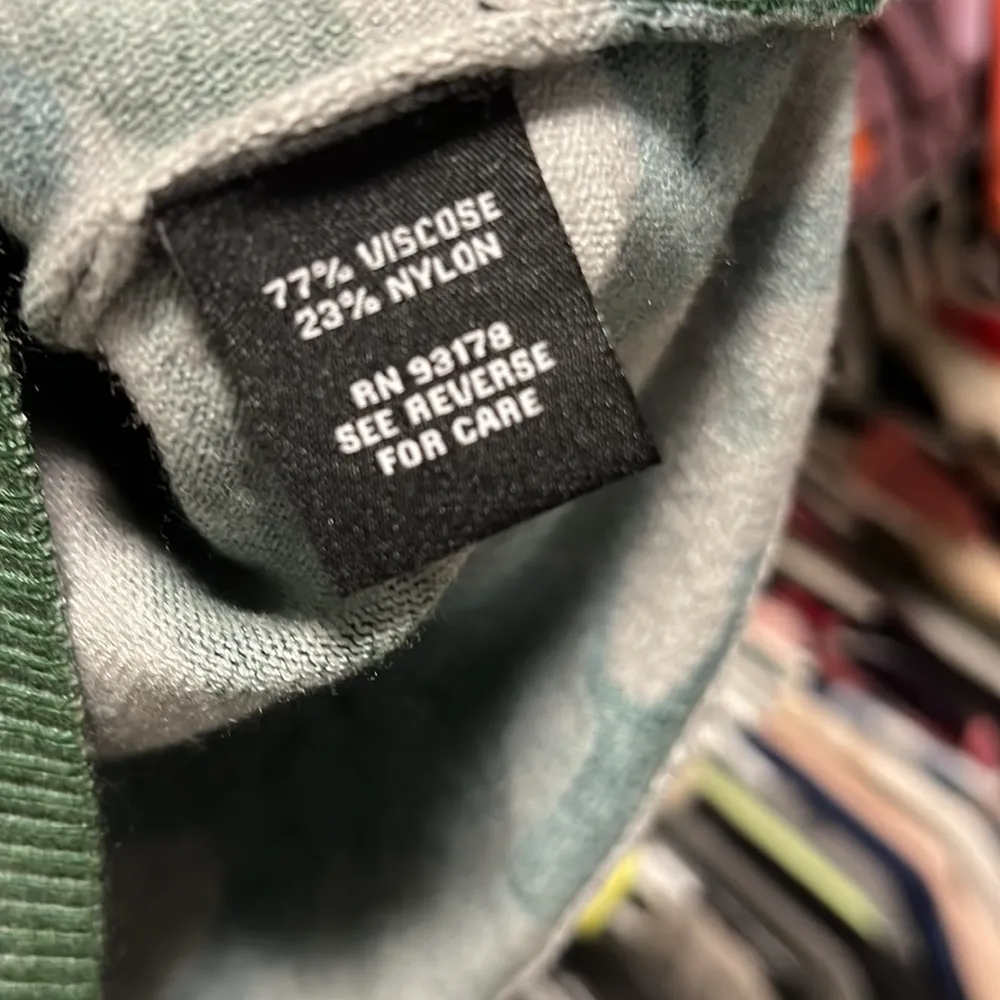 77% VISCOSE
23% NYLON
RN 93178
SEE REVERSE
FOR CARE